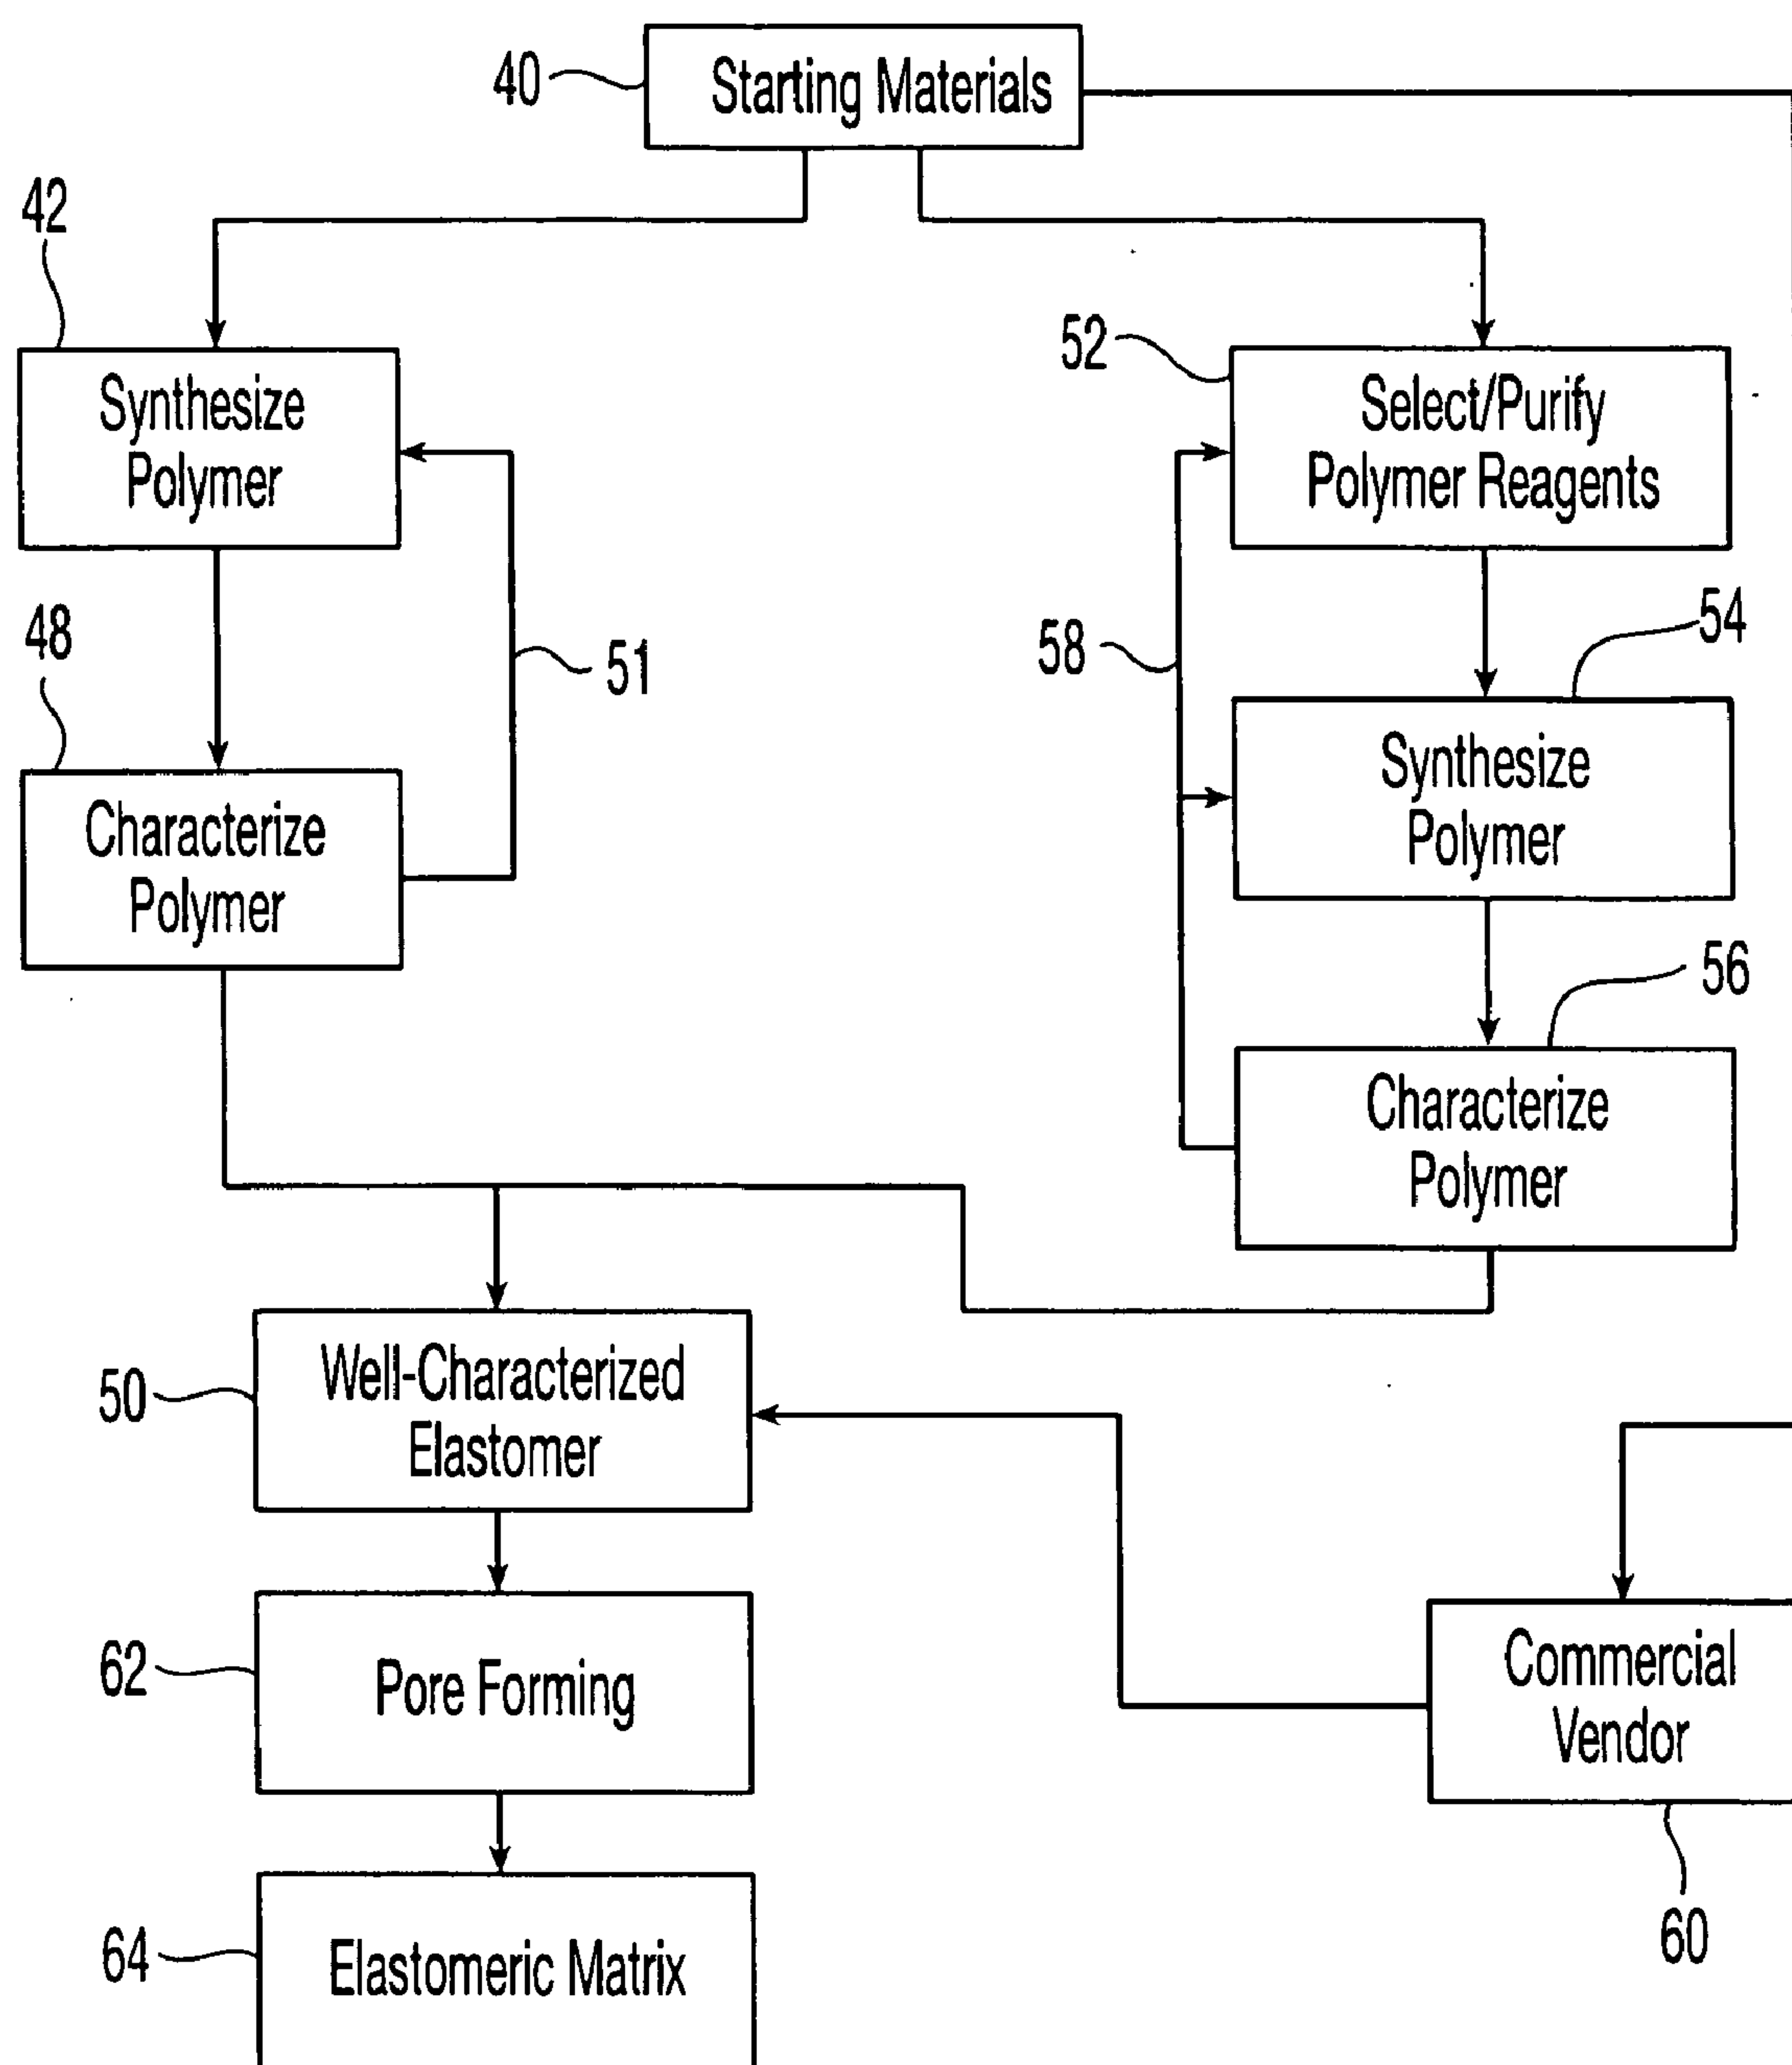 40
Starting Materials
42
Synthesize
Polymer
52
Select/Purify
Polymer Reagents
48
51
58
54
Characterize
Polymer
Synthesize
Polymer
56
Characterize
Polymer
50
Well-Characterized
Elastomer
62
Pore Forming
Commercial
Vendor
60
64
Elastomeric Matrix